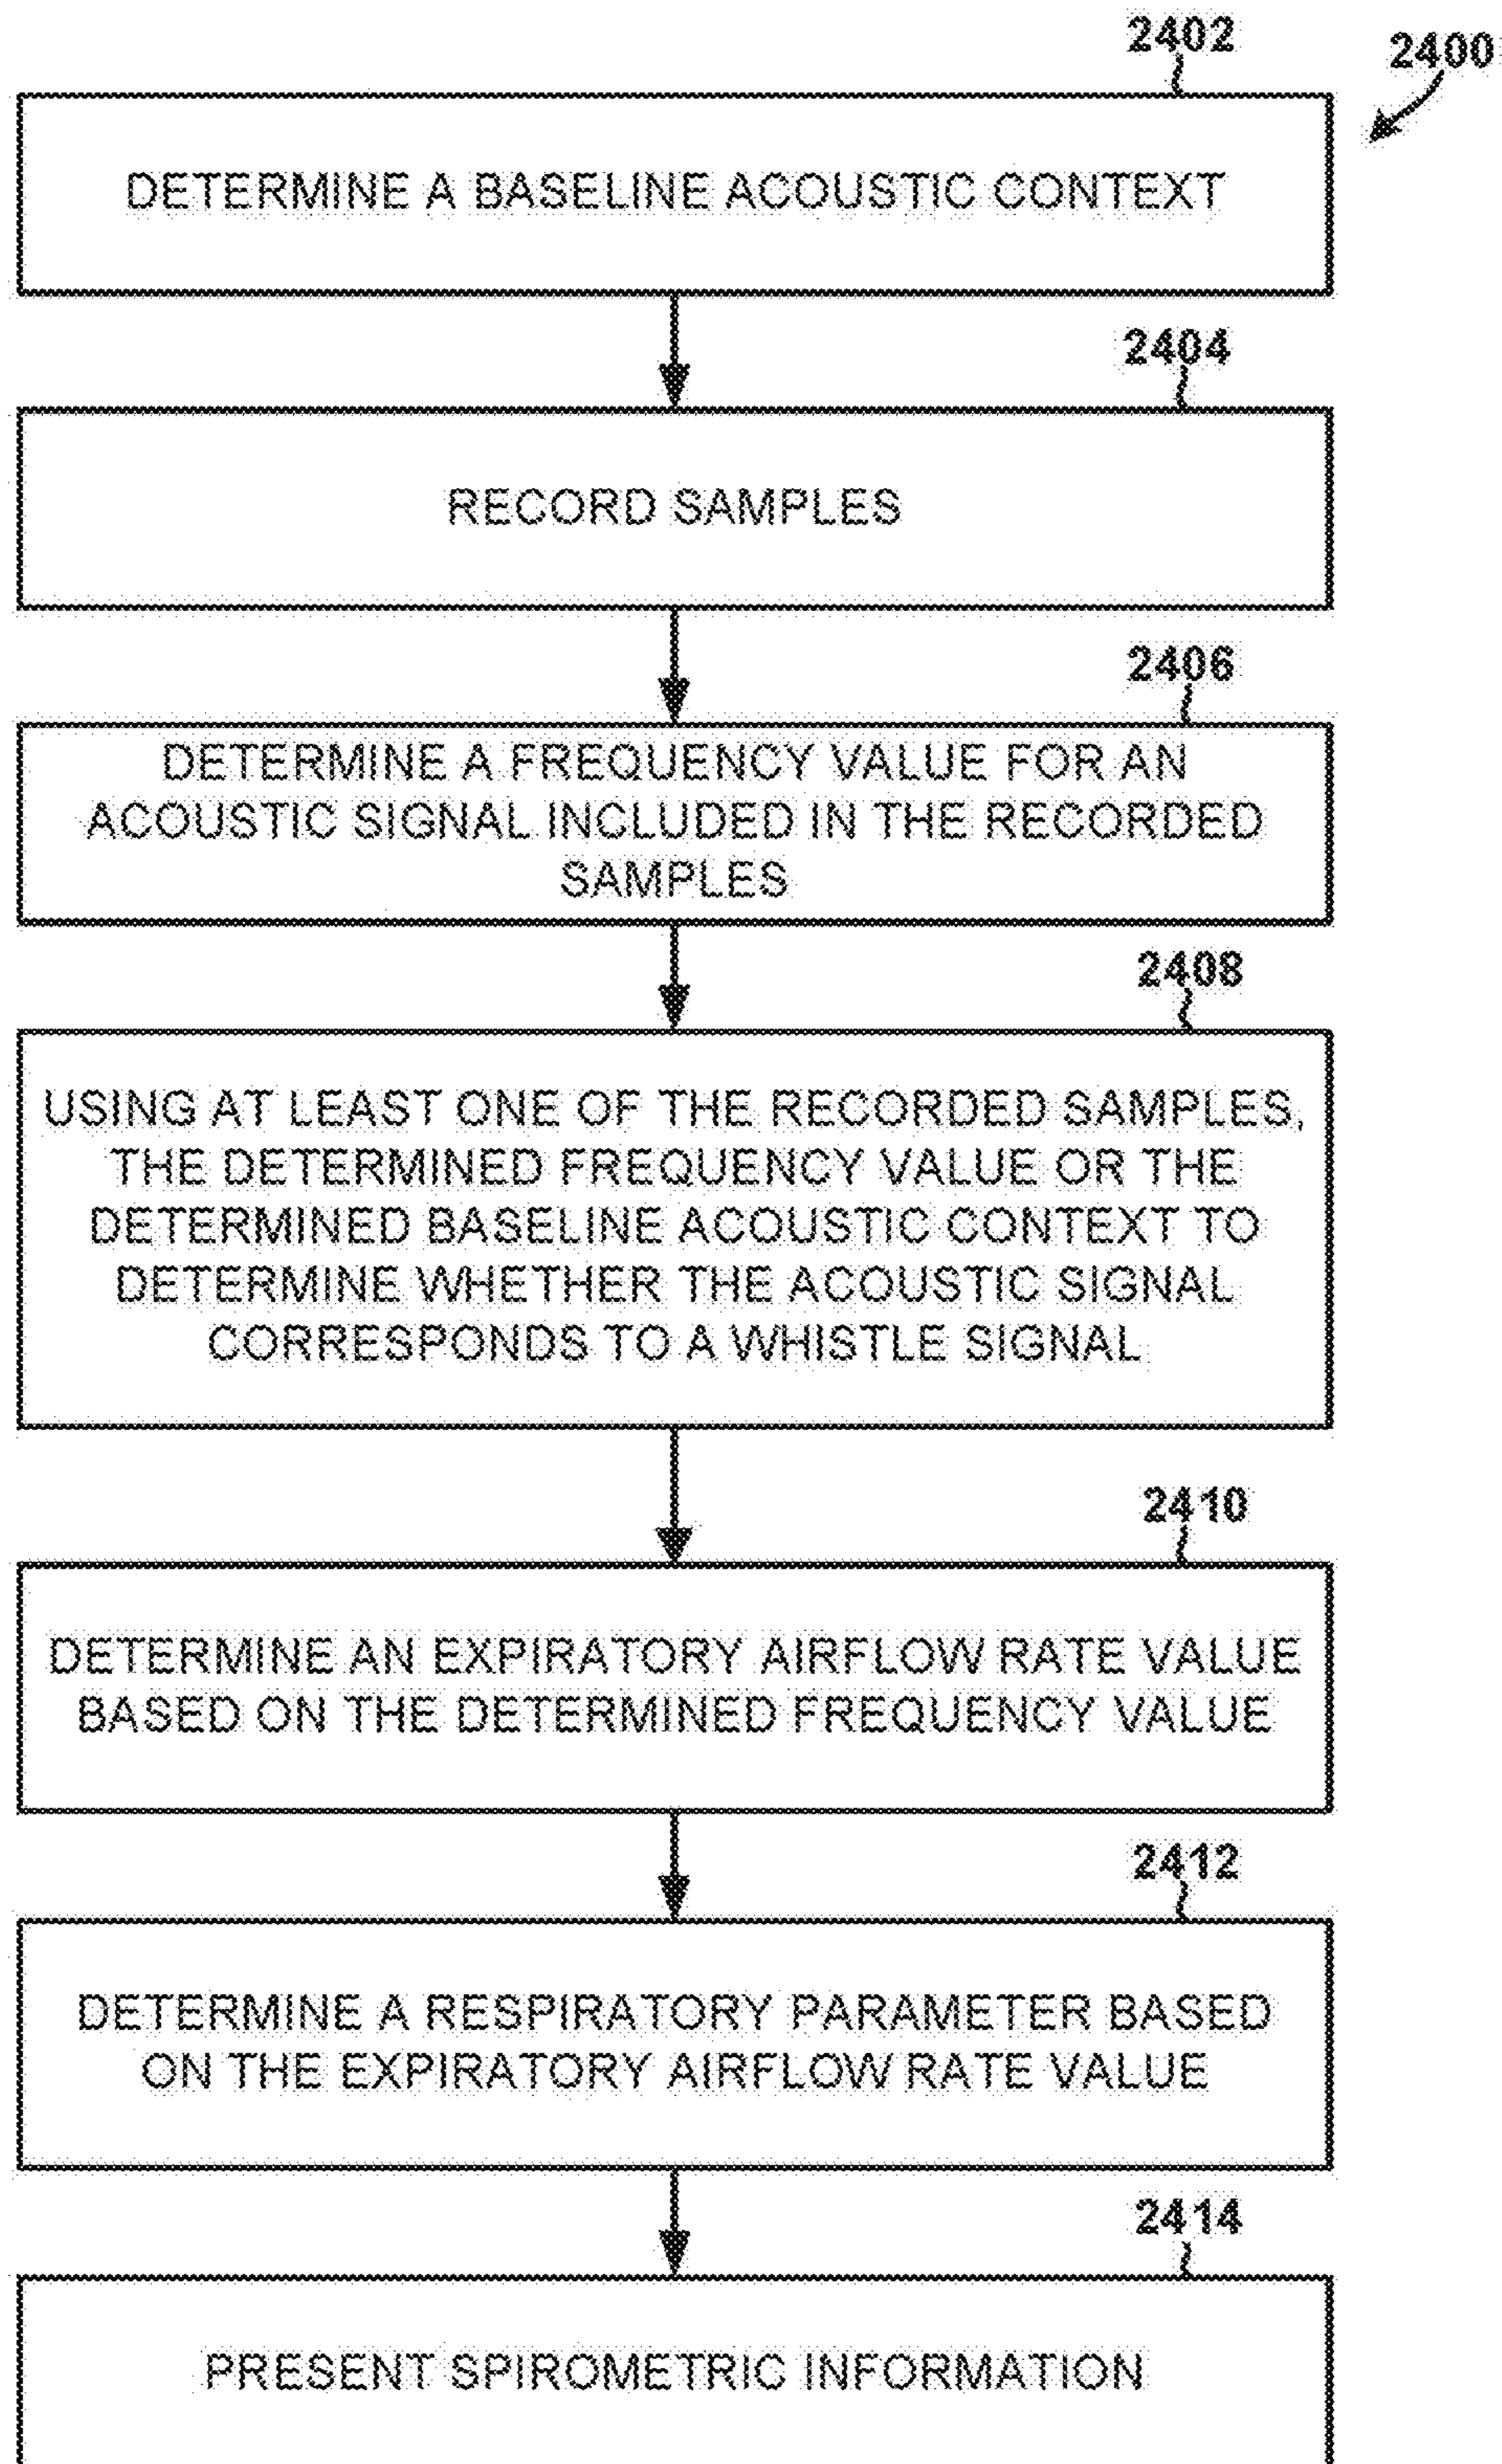 2402
2400
DETERMINE A BASELINE ACOUSTIC CONTEXT
2404
RECORD SAMPLES
2406
DETERMINE A FREQUENCY VALUE FOR AN
ACOUSTIC SIGNAL INCLUDED IN THE RECORDED
SAMPLES
2408
USING AT LEAST ONE OF THE RECORDED SAMPLES,
THE DETERMINED FREQUENCY VALUE OR THE
DETERMINED BASELINE ACOUSTIC CONTEXT TO
DETERMINE WHETHER THE ACOUSTIC SIGNAL
CORRESPONDS TO A WHISTLE SIGNAL
2410
DETERMINE AN EXPIRATORY AIRFLOW RATE VALUE
BASED ON THE DETERMINED FREQUENCY VALUE
2412
DETERMINE A RESPIRATORY PARAMETER BASED
ON THE EXPIRATORY AIRFLOW RATE VALUE
2414
PRESENT SPIROMETRIC INFORMATION